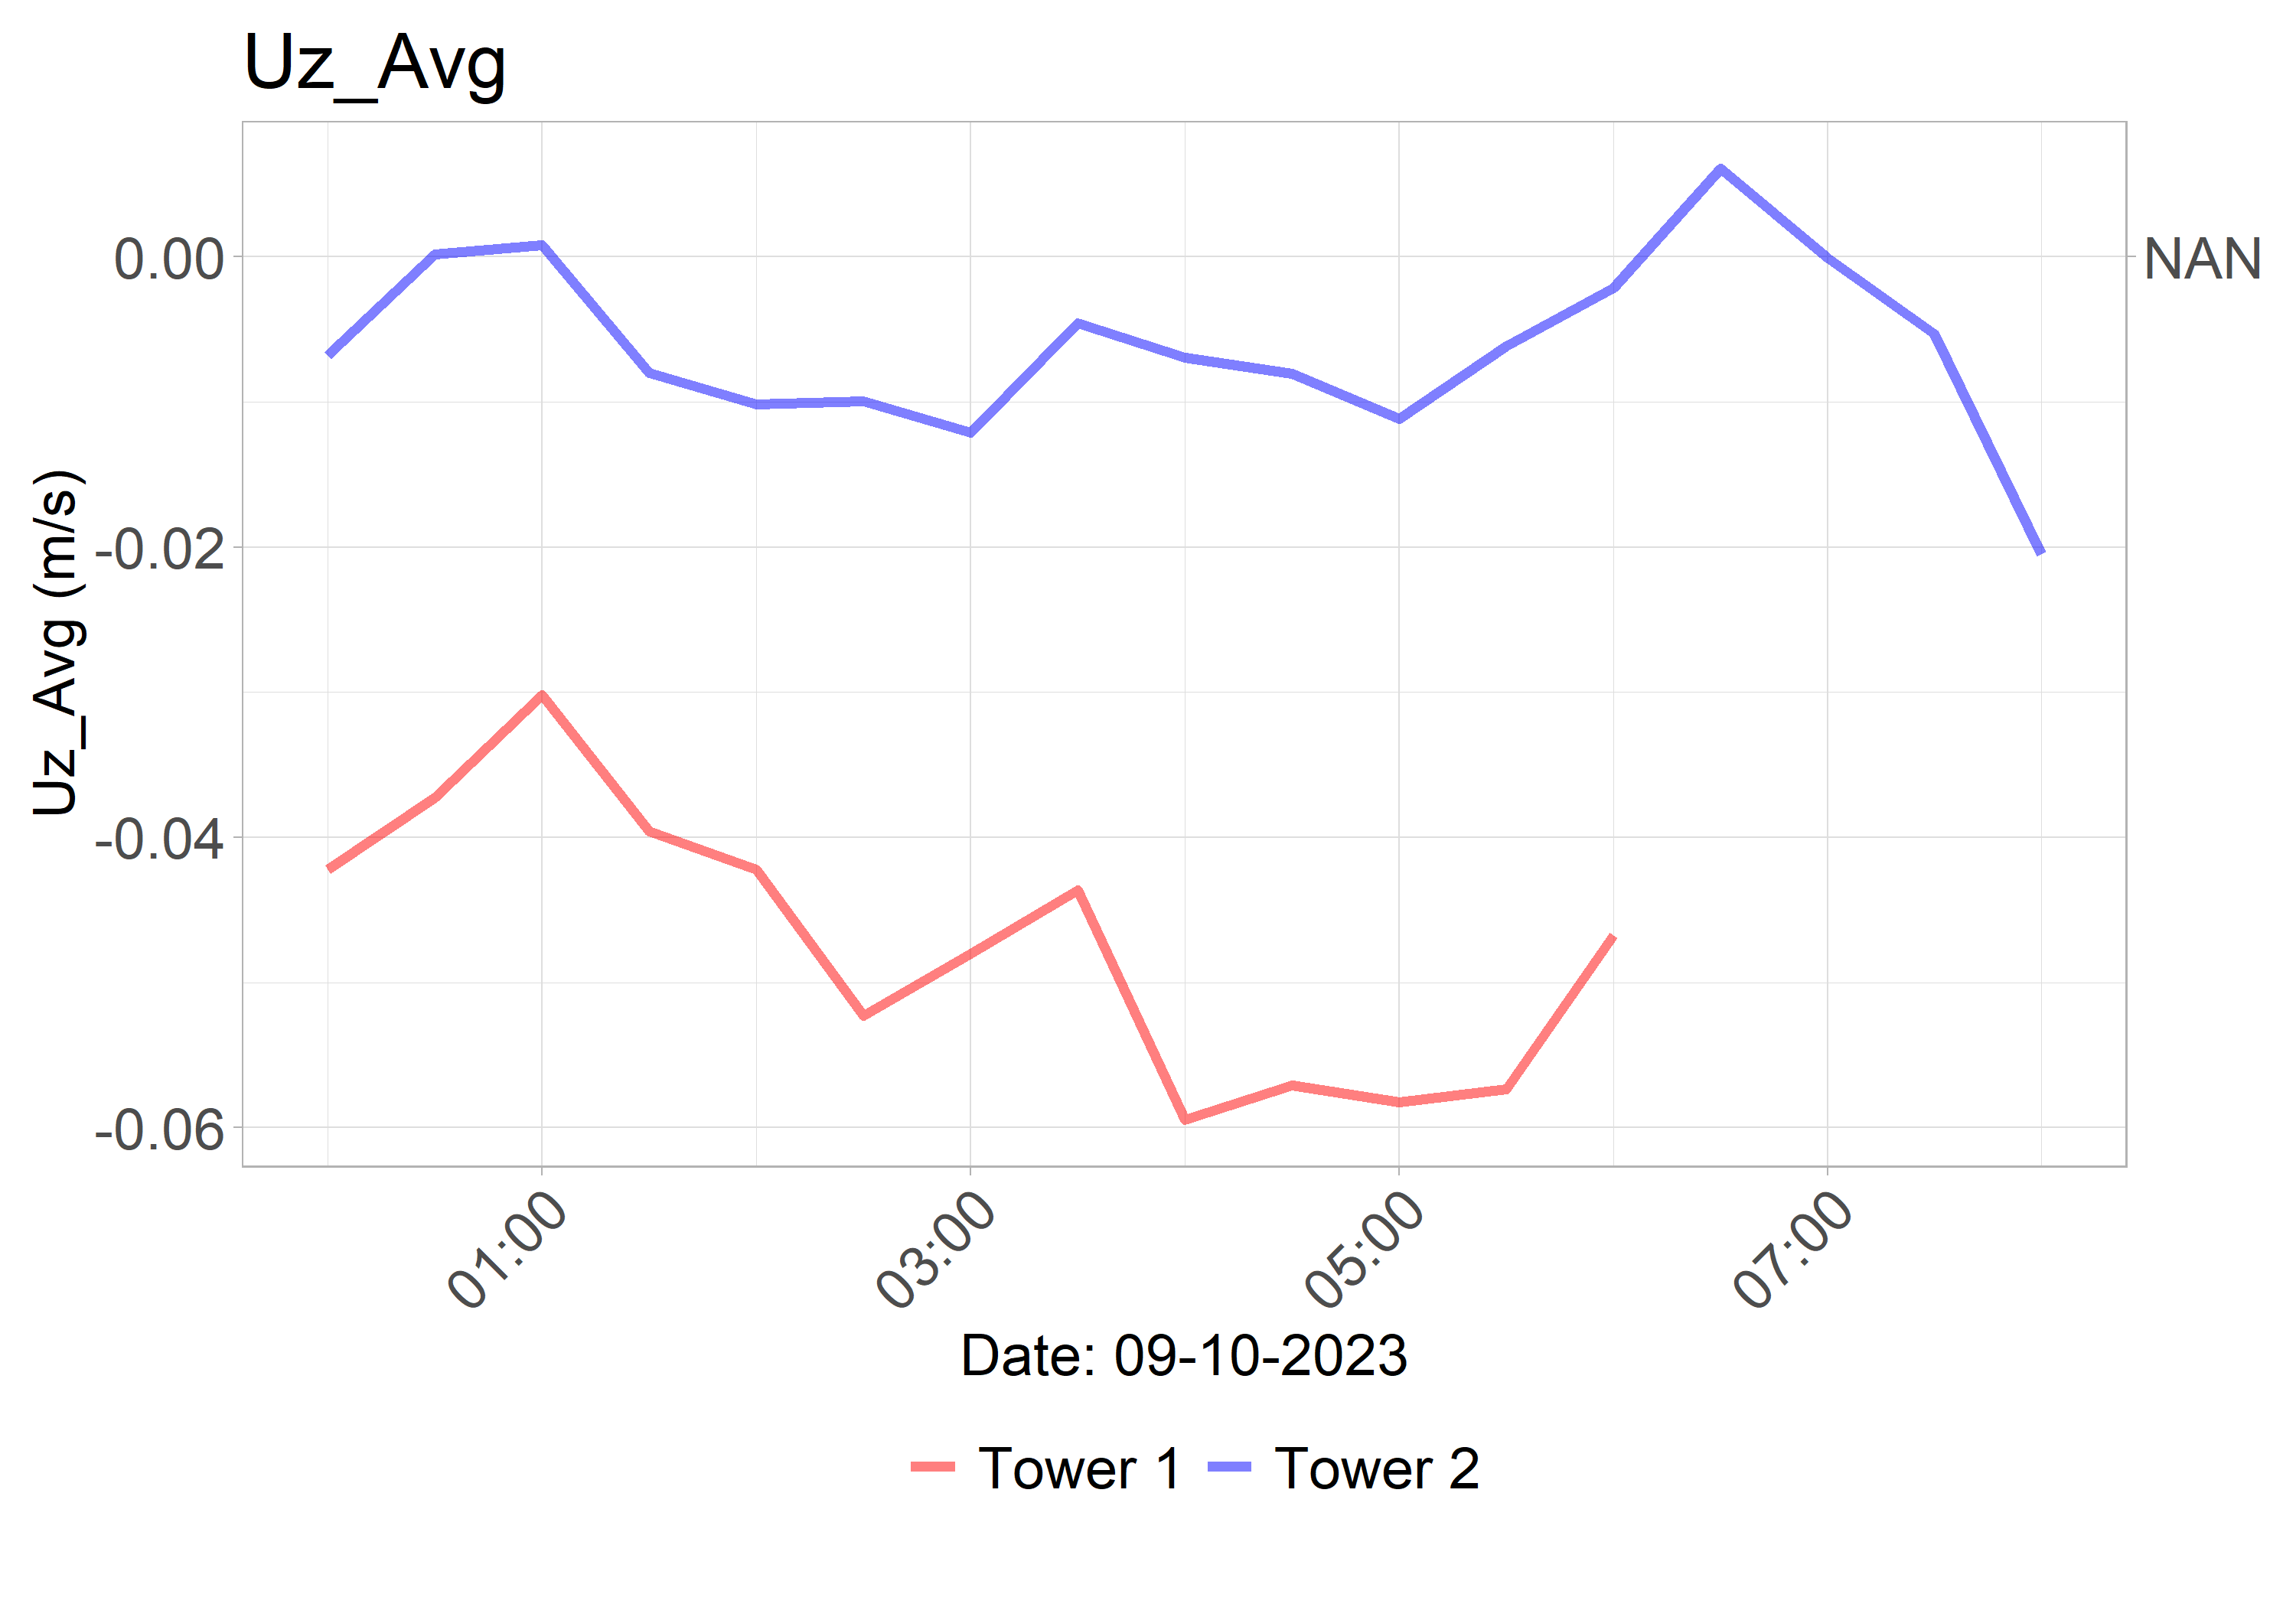 Uz_Avg
Uz_Avg (m/s)
0.00
-0.02
-0.04
-0.06
NAN
01:00
03:00
05:00
07:00
Date: 09-10-2023
Tower 1
Tower 2